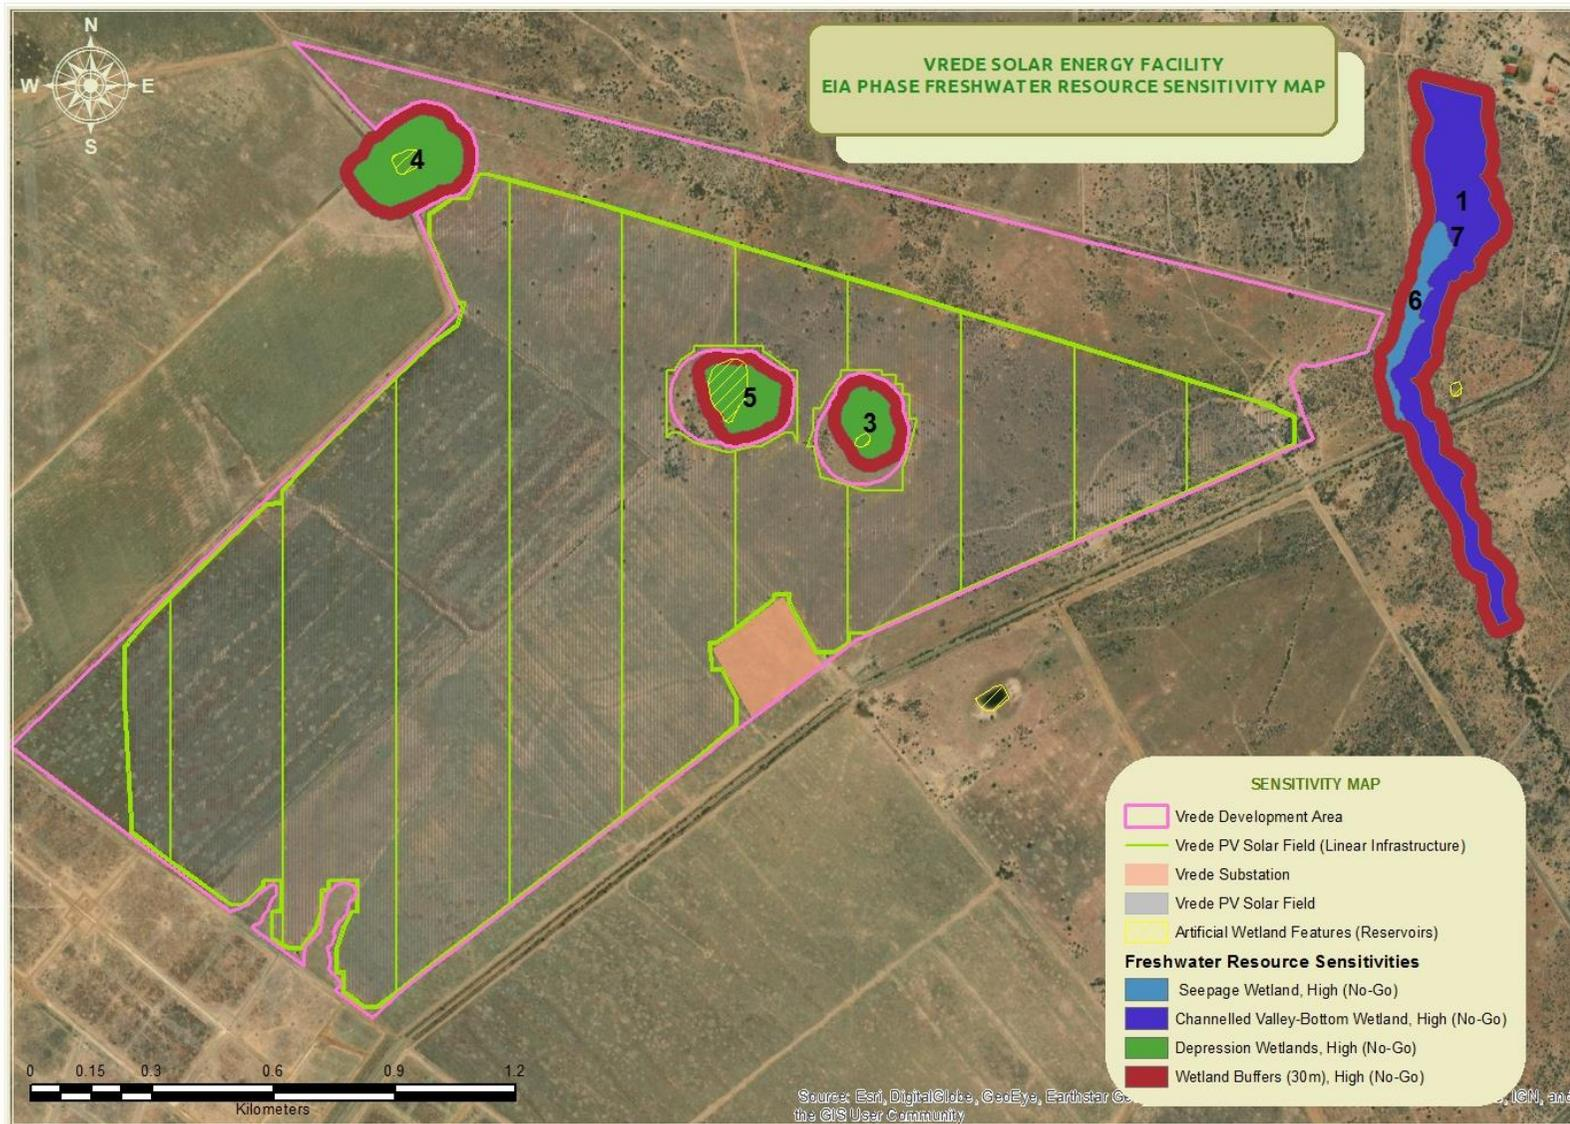 N
W E
S
VREDE SOLAR ENERGY FACILITY
EIA PHASE FRESHWATER RESOURCE SENSITIVITY MAP
4
1
7
6
5
3
SENSITIVITY MAP
Vrede Development Area
Vrede PV Solar Field (Linear Infrastructure)
Vrede Substation
Vrede PV Solar Field
Artificial Wetland Features (Reservoirs)
Freshwater Resource Sensitivities
Seepage Wetland, High (No-Go)
Channelled Valley-Bottom Wetland, High (No-Go)
Depression Wetlands, High (No-Go)
Wetland Buffers (30m), High (No-Go)
0 0.15 0.3 0.6 0.9 1.2
Kilometers
Source: Esri, DigitalGlobe, GeoEye, Earthstar IGN, and
the GIS User Community